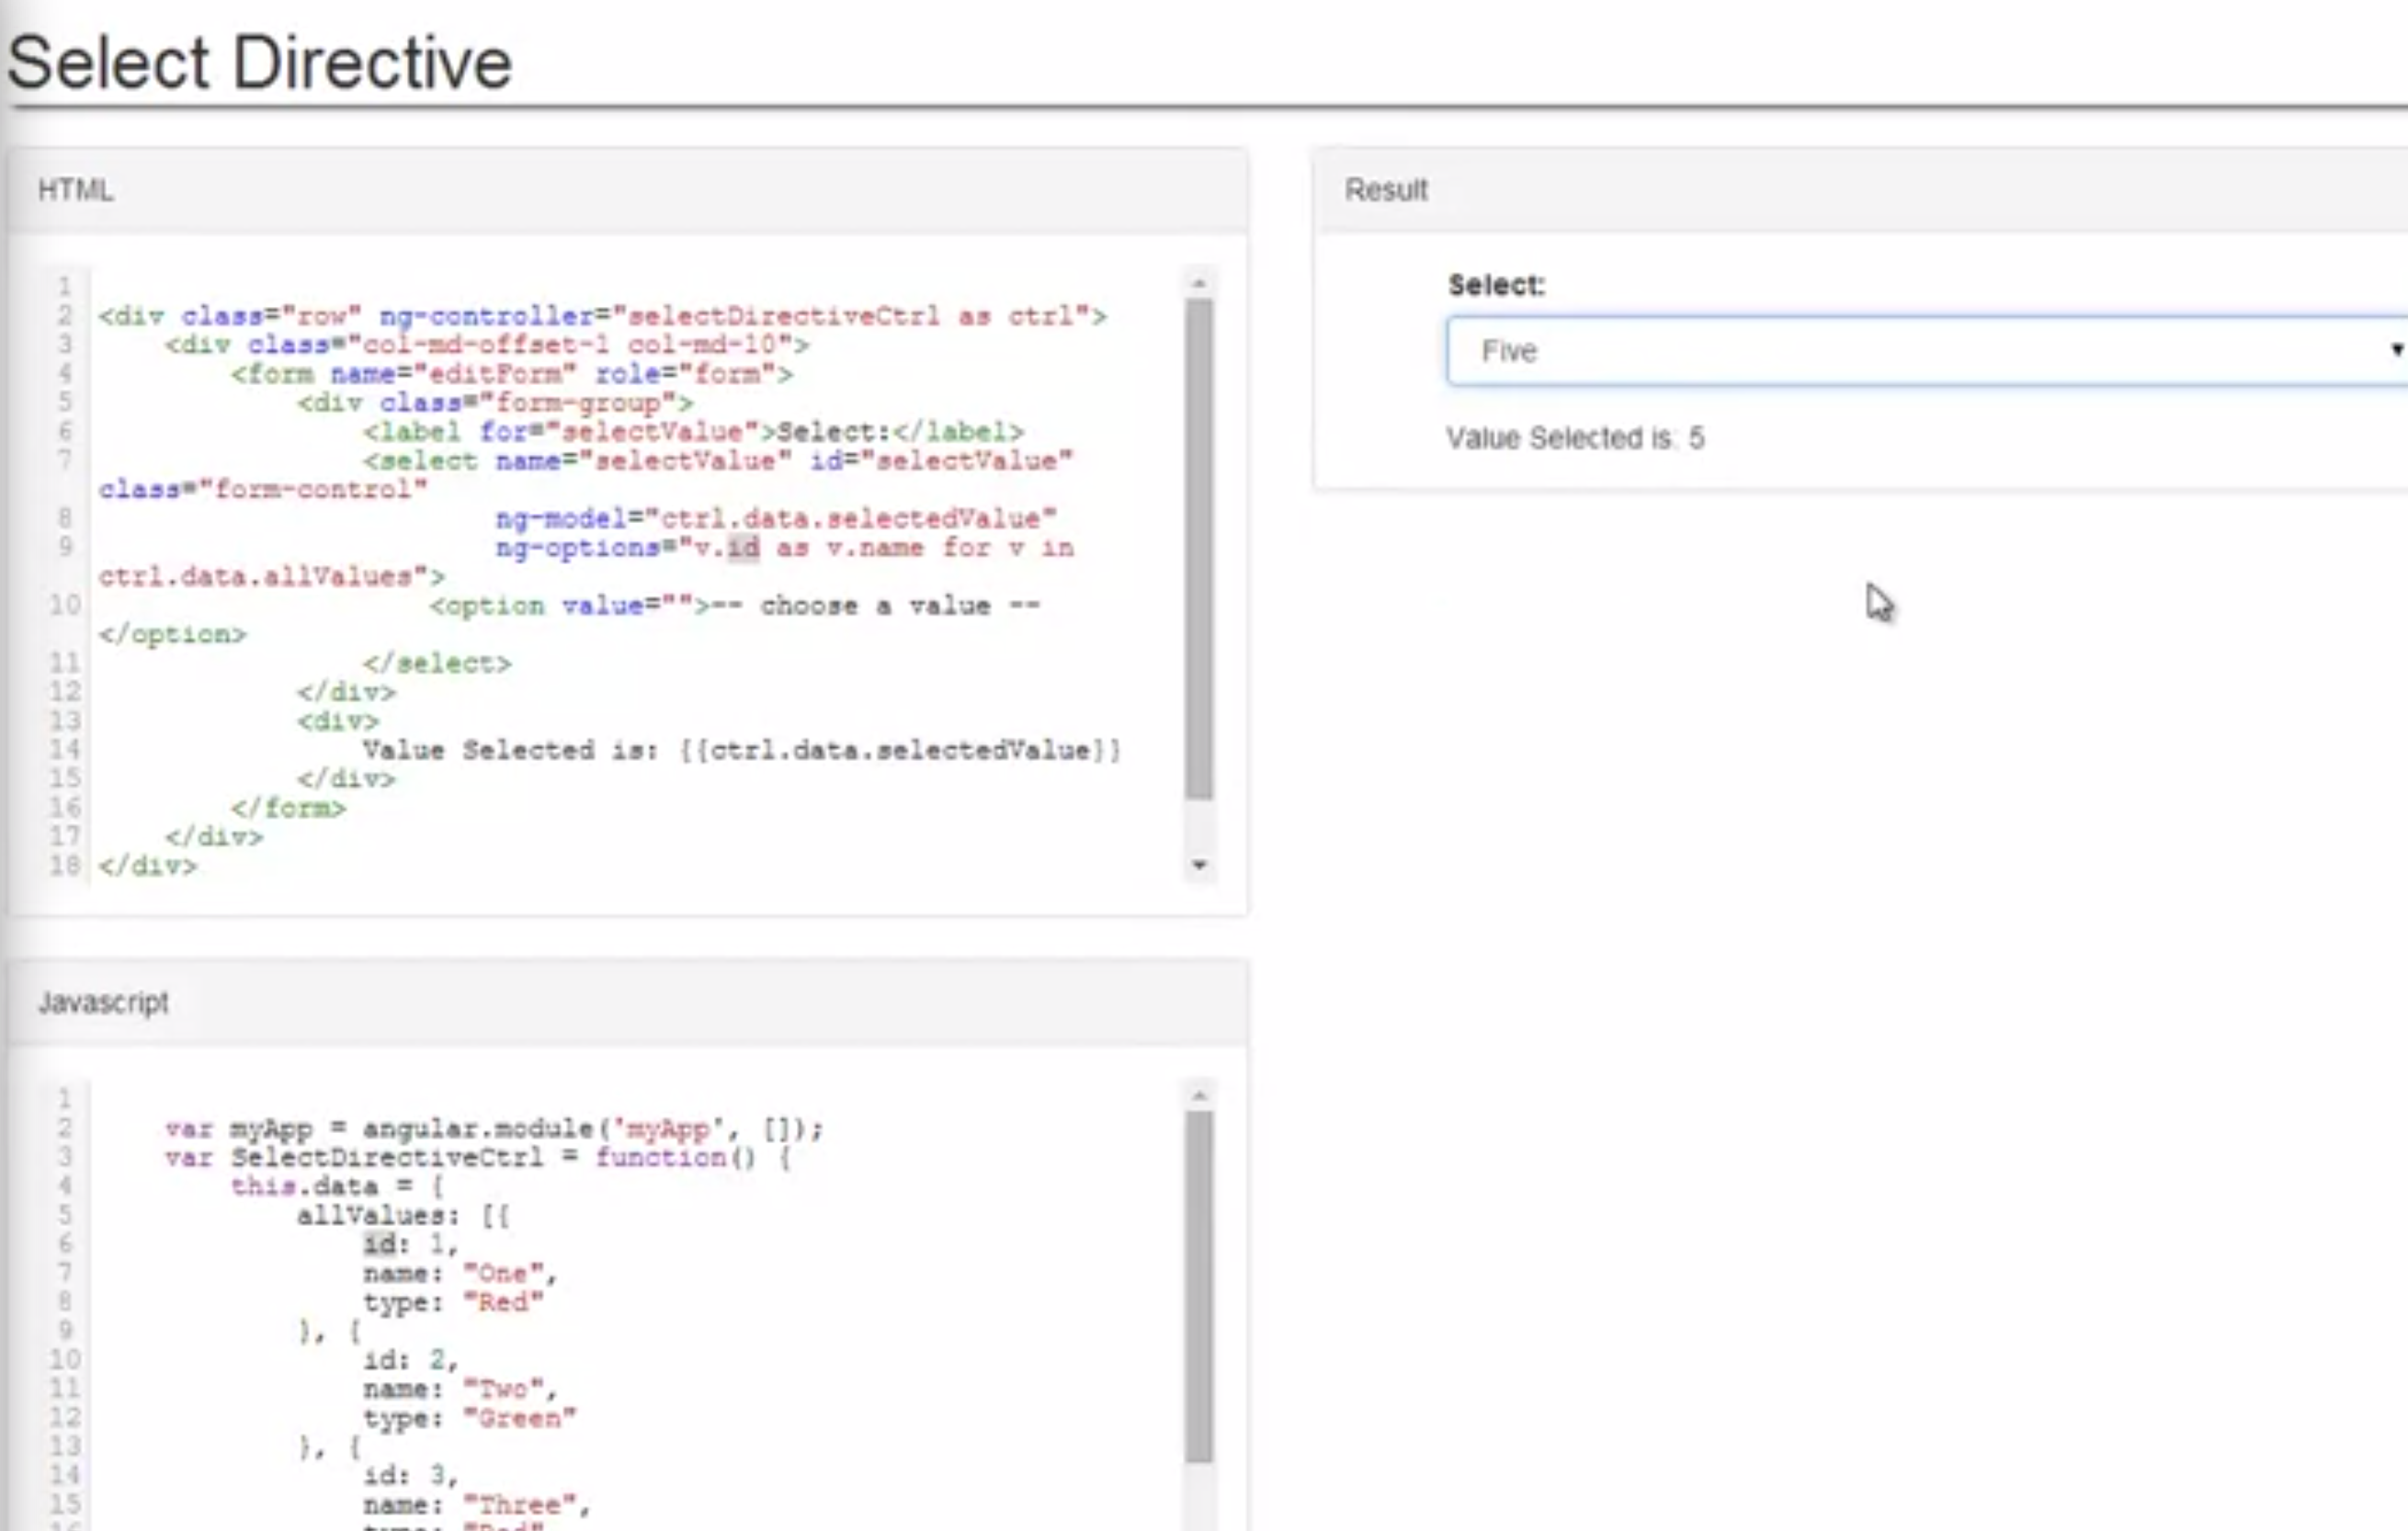 Select Directive
HTML
1
2 <div class="row" ng-controller="selectDirectiveCtrl as ctrl">
3     <div class="col-md-offset-1 col-md-10">
4         <form name="editForm" role="form">
5             <div class="form-group">
6                 <label for="selectValue">Select:</label>
7                 <select name="selectValue" id="selectValue"
class="form-control"
8                         ng-model="ctrl.data.selectedValue"
9                         ng-options="v.id as v.name for v in
ctrl.data.allValues">
10                     <option value="">-- choose a value --
</option>
11                 </select>
12             </div>
13             <div>
14                 Value Selected is: {{ctrl.data.selectedValue}}
15             </div>
16         </form>
17     </div>
18 </div>
Result
Select:
Five
Value Selected is: 5
Javascript
1
2     var myApp = angular.module('myApp', []);
3     var SelectDirectiveCtrl = function() {
4         this.data = {
5             allValues: [{
6                 id: 1,
7                 name: "One",
8                 type: "Red"
9             }, {
10                 id: 2,
11                 name: "Two",
12                 type: "Green"
13             }, {
14                 id: 3,
15                 name: "Three",